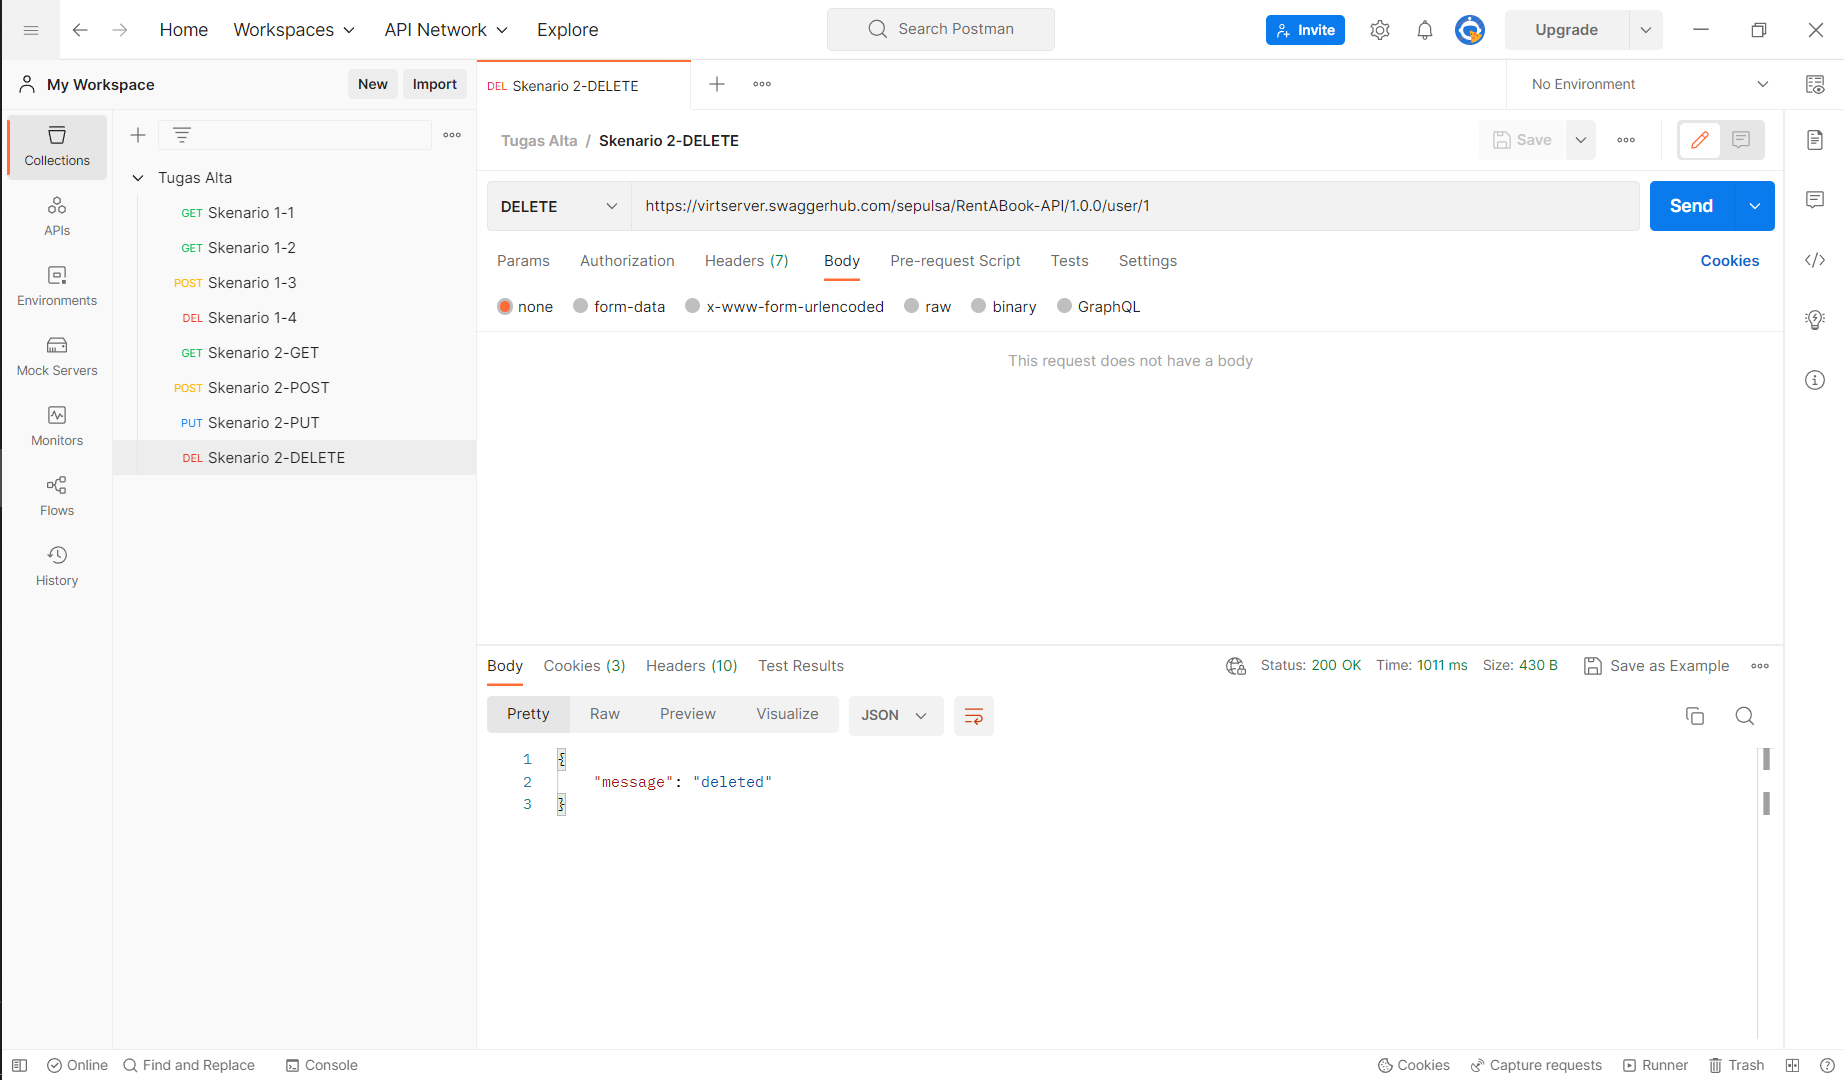 Home Workspaces API Network Explore Search Postman Invite Upgrade
My Workspace New Import DEL Skenario 2-DELETE No Environment
Tugas Alta / Skenario 2-DELETE Save
Collections
APIs
Environments
Mock Servers
Monitors
Flows
History
Tugas Alta
GET Skenario 1-1
GET Skenario 1-2
POST Skenario 1-3
DEL Skenario 1-4
GET Skenario 2-GET
POST Skenario 2-POST
PUT Skenario 2-PUT
DEL Skenario 2-DELETE
DELETE https://virtserver.swaggerhub.com/sepulsa/RentABook-API/1.0.0/user/1 Send
Params Authorization Headers (7) Body Pre-request Script Tests Settings Cookies
none form-data x-www-form-urlencoded raw binary GraphQL
This request does not have a body
Body Cookies (3) Headers (10) Test Results Status: 200 OK Time: 1011 ms Size: 430 B Save as Example
Pretty Raw Preview Visualize JSON
1 {
2 "message": "deleted"
3 }
Online Find and Replace Console Cookies Capture requests Runner Trash